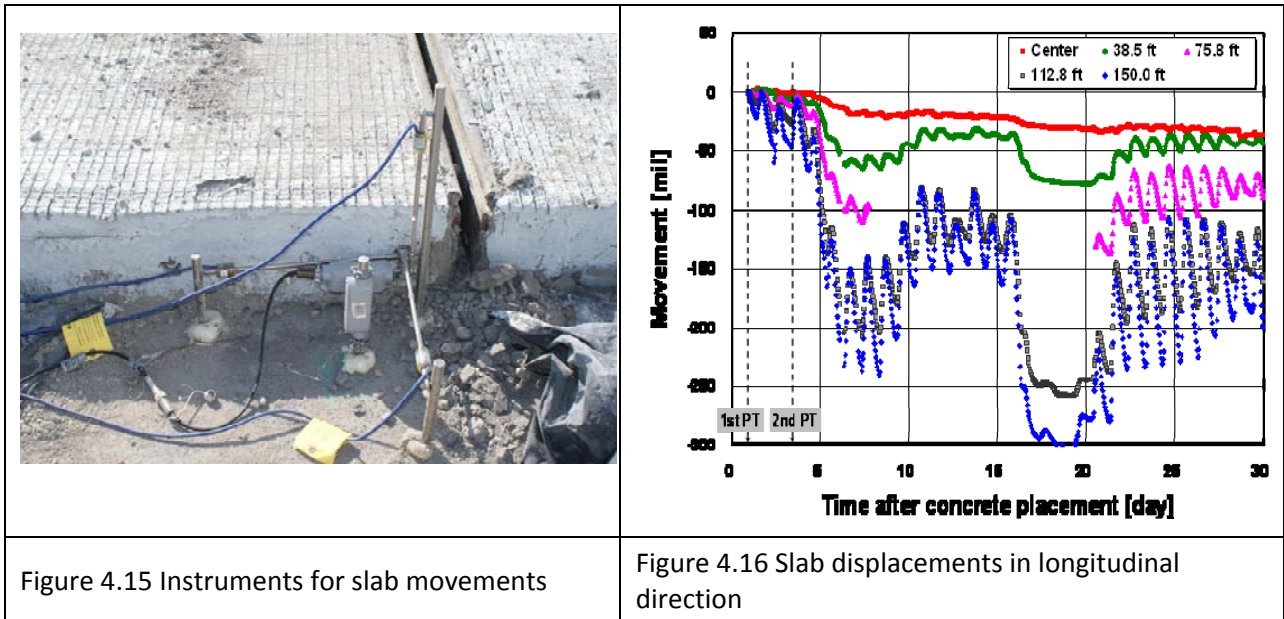 50
0
-50
-100
-150
-200
-250
-300
Movement [mil]
Center
38.5 ft
75.8 ft
112.8 ft
150.0 ft
1st PT
2nd PT
0
5
10
15
20
25
30
Time after concrete placement [day]
Figure 4.15 Instruments for slab movements
Figure 4.16 Slab displacements in longitudinal
direction